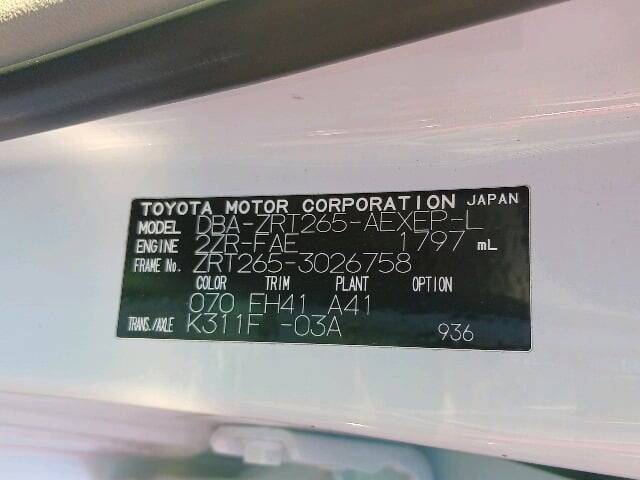 TOYOTA MOTOR CORPORATION JAPAN
MODEL DBA-ZRT265-AEXEP-L
ENGINE 2ZR-FAE 1797 mL
FRAME No. ZRT265-3026758
COLOR TRIM PLANT OPTION
070 FH41 A41
TRANS./AXLE K311F -03A 936